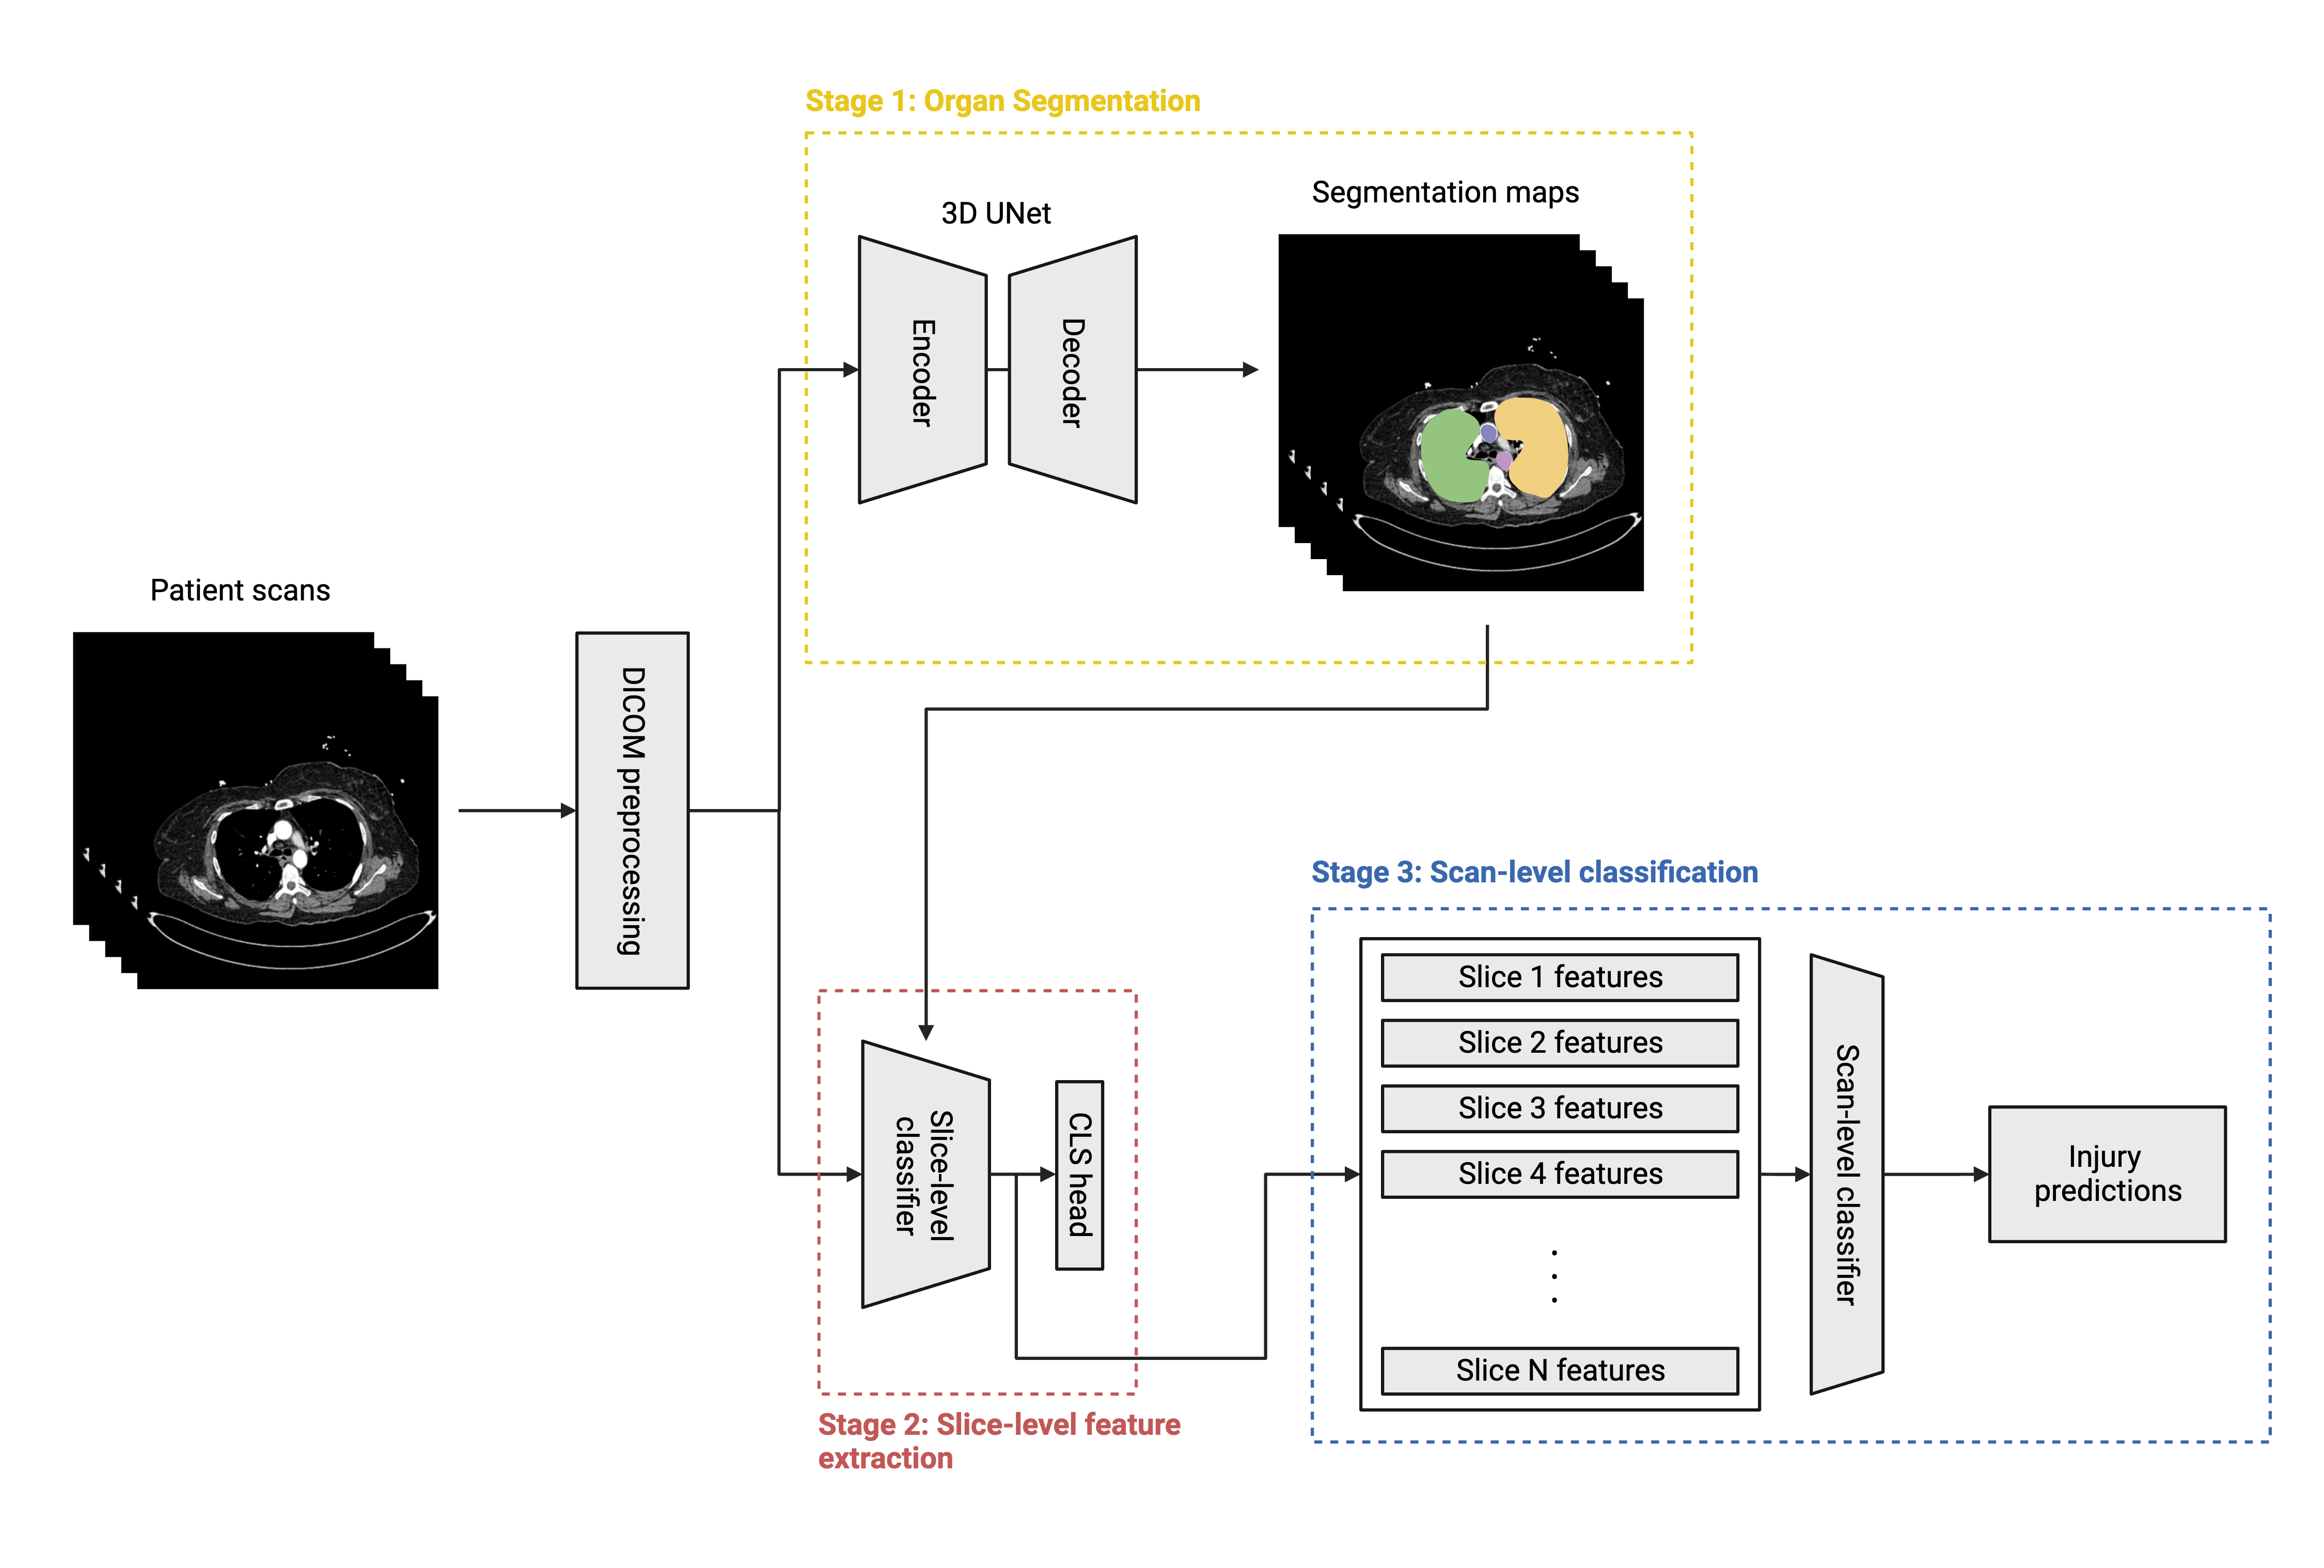 Stage 1: Organ Segmentation
3D UNet
Segmentation maps
Encoder
Decoder
Patient scans
DICOM preprocessing
Stage 3: Scan-level classification
Slice 1 features
Slice 2 features
Slice 3 features
Slice 4 features
Slice N features
Scan-level classifier
Injury
predictions
Slice-level
classifier
CLS head
Stage 2: Slice-level feature
extraction